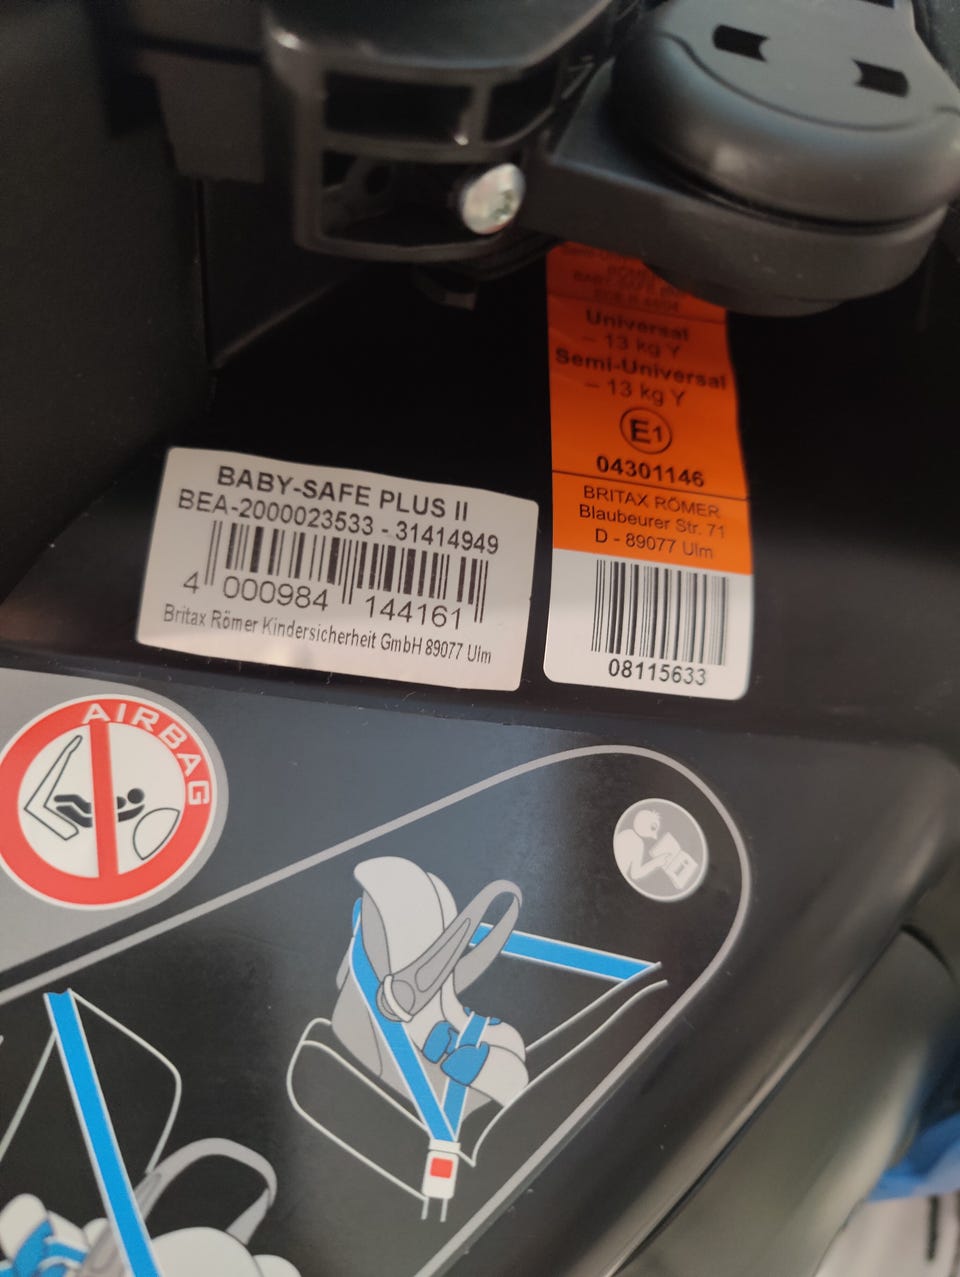 Universal
– 13 kg Y
Semi-Universal
– 13 kg Y
E1
04301146
BRITAX RÖMER
Blaubeurer Str. 71
D - 89077 Ulm
08115633
BABY-SAFE PLUS II
BEA-2000023533 - 31414949
4 000984 144161
Britax Römer Kindersicherheit GmbH 89077 Ulm
AIRBAG